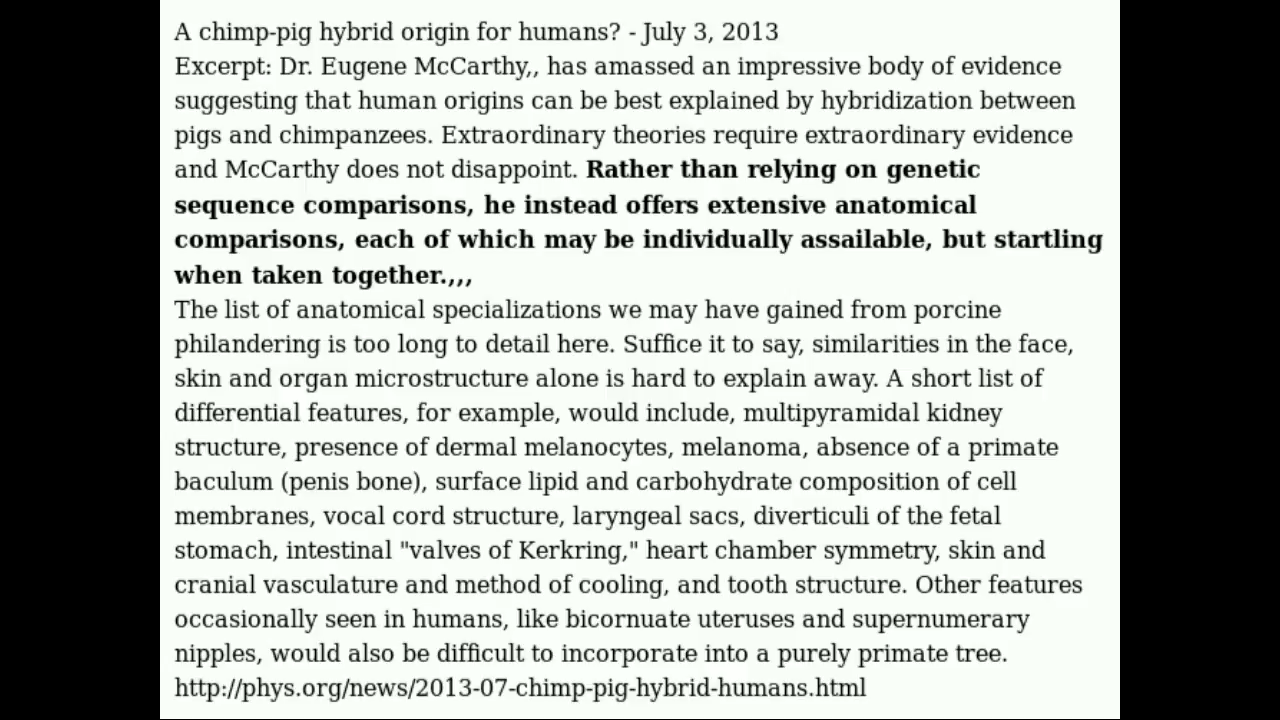 A chimp-pig hybrid origin for humans? - July 3, 2013
Excerpt: Dr. Eugene McCarthy,, has amassed an impressive body of evidence
suggesting that human origins can be best explained by hybridization between
pigs and chimpanzees. Extraordinary theories require extraordinary evidence
and McCarthy does not disappoint. Rather than relying on genetic
sequence comparisons, he instead offers extensive anatomical
comparisons, each of which may be individually assailable, but startling
when taken together.,,,
The list of anatomical specializations we may have gained from porcine
philandering is too long to detail here. Suffice it to say, similarities in the face,
skin and organ microstructure alone is hard to explain away. A short list of
differential features, for example, would include, multipyramidal kidney
structure, presence of dermal melanocytes, melanoma, absence of a primate
baculum (penis bone), surface lipid and carbohydrate composition of cell
membranes, vocal cord structure, laryngeal sacs, diverticuli of the fetal
stomach, intestinal "valves of Kerkring," heart chamber symmetry, skin and
cranial vasculature and method of cooling, and tooth structure. Other features
occasionally seen in humans, like bicornuate uteruses and supernumerary
nipples, would also be difficult to incorporate into a purely primate tree.
http://phys.org/news/2013-07-chimp-pig-hybrid-humans.html